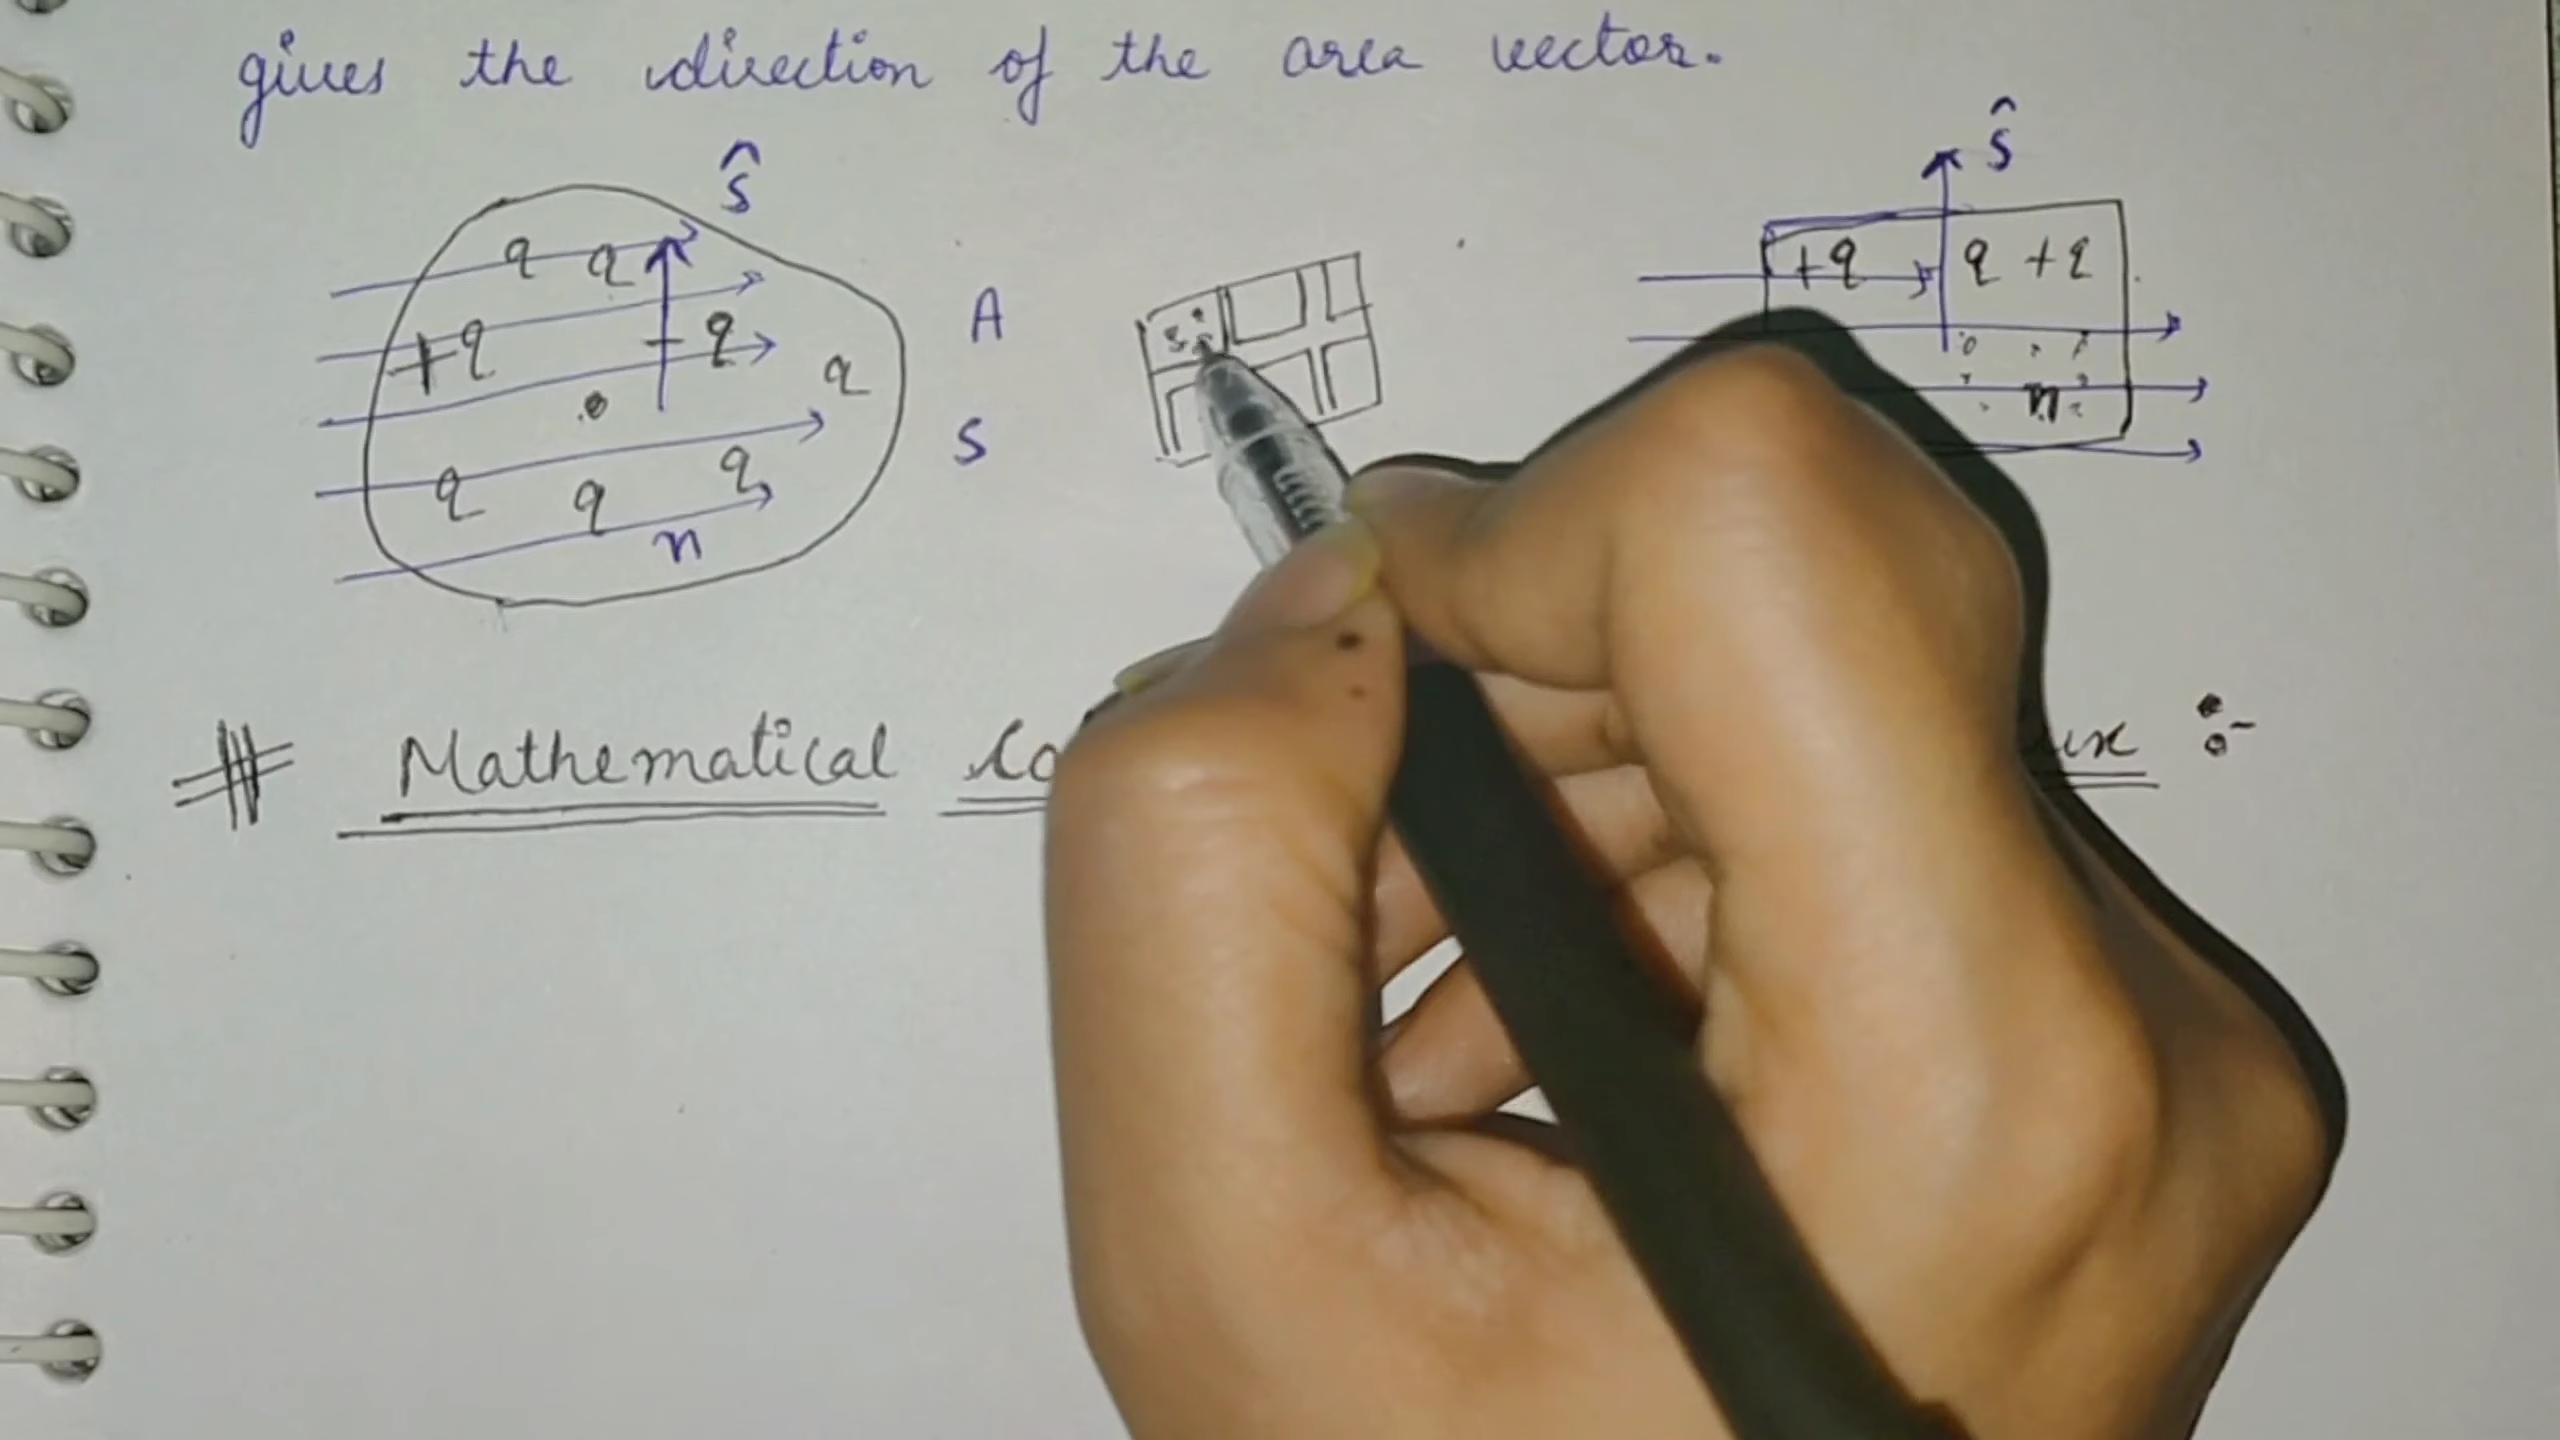 gives the direction of the area vector.
ŝ
q q
+q - q
q
q q q
n
A
S
ŝ
+q q +q
n
# Mathematical :-